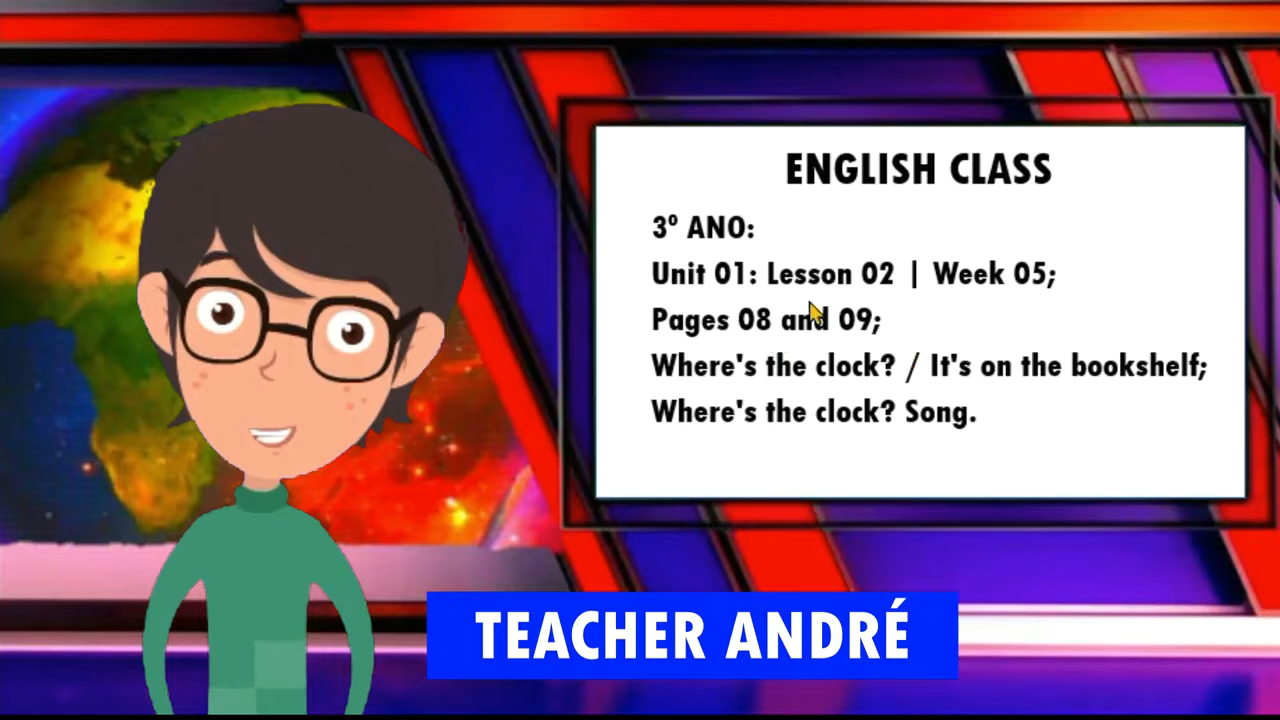 ENGLISH CLASS
3º ANO:
Unit 01: Lesson 02 | Week 05;
Pages 08 and 09;
Where's the clock? / It's on the bookshelf;
Where's the clock? Song.
TEACHER ANDRÉ